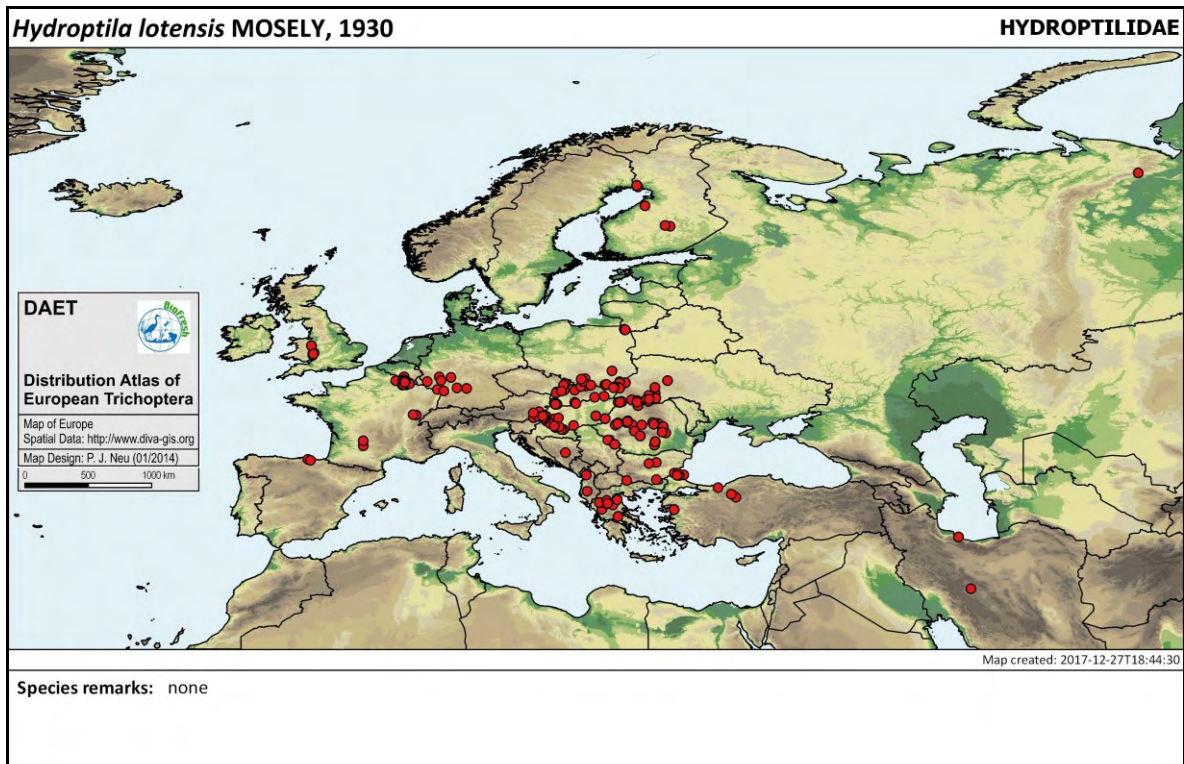 Hydroptila lotensis MOSELY, 1930
HYDROPTILIDAE
DAET
BioFresh
Distribution Atlas of
European Trichoptera
Map of Europe
Spatial Data: http://www.diva-gis.org
Map Design: P. J. Neu (01/2014)
0 500 1000 km
Map created: 2017-12-27T18:44:30
Species remarks: none